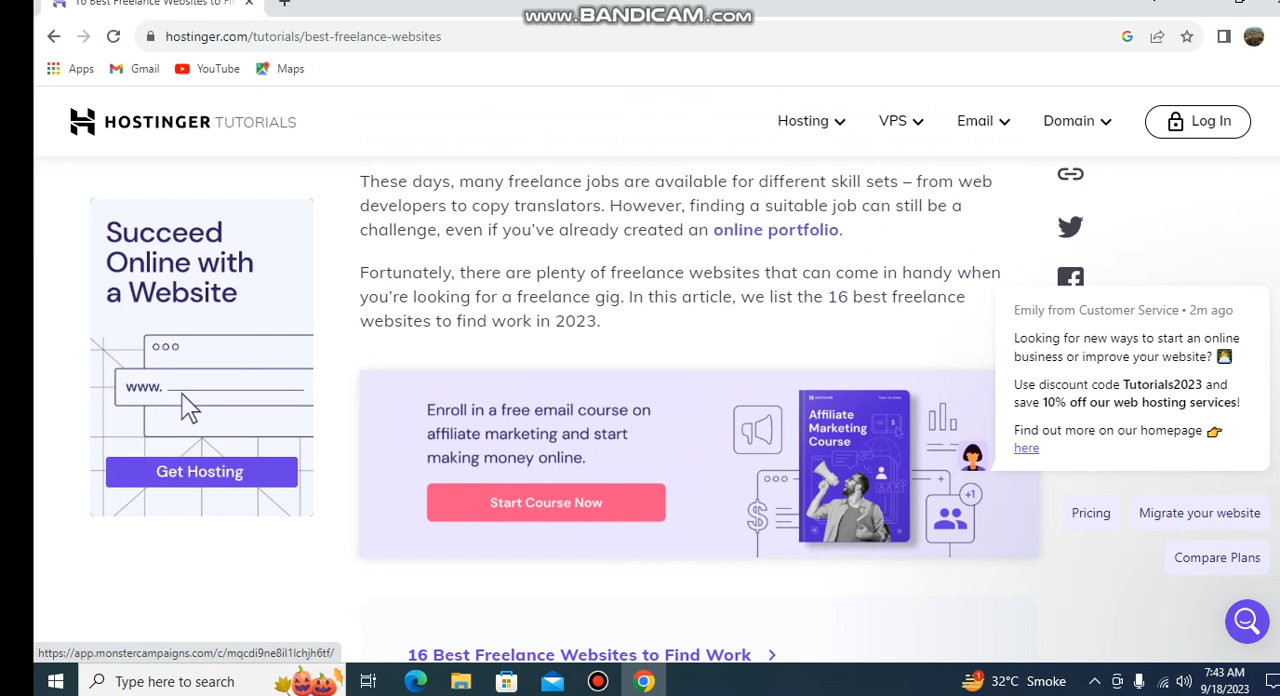 www.BANDICAM.com
16 Best Freelance Websites to Fi
hostinger.com/tutorials/best-freelance-websites
Apps Gmail YouTube Maps
HOSTINGER TUTORIALS
Hosting VPS Email Domain Log In
Succeed
Online with
a Website
www.
Get Hosting
These days, many freelance jobs are available for different skill sets – from web
developers to copy translators. However, finding a suitable job can still be a
challenge, even if you’ve already created an online portfolio.
Fortunately, there are plenty of freelance websites that can come in handy when
you’re looking for a freelance gig. In this article, we list the 16 best freelance
websites to find work in 2023.
Enroll in a free email course on
affiliate marketing and start
making money online.
Start Course Now
HOSTINGER
Affiliate
Marketing
Course
$
+1
Emily from Customer Service • 2m ago
Looking for new ways to start an online
business or improve your website?
Use discount code Tutorials2023 and
save 10% off our web hosting services!
Find out more on our homepage
here
Pricing Migrate your website
Compare Plans
16 Best Freelance Websites to Find Work
https://app.monstercampaigns.com/c/mqcdi9ne8il1lchjh6tf/
Type here to search
32°C Smoke
7:43 AM
9/18/2023